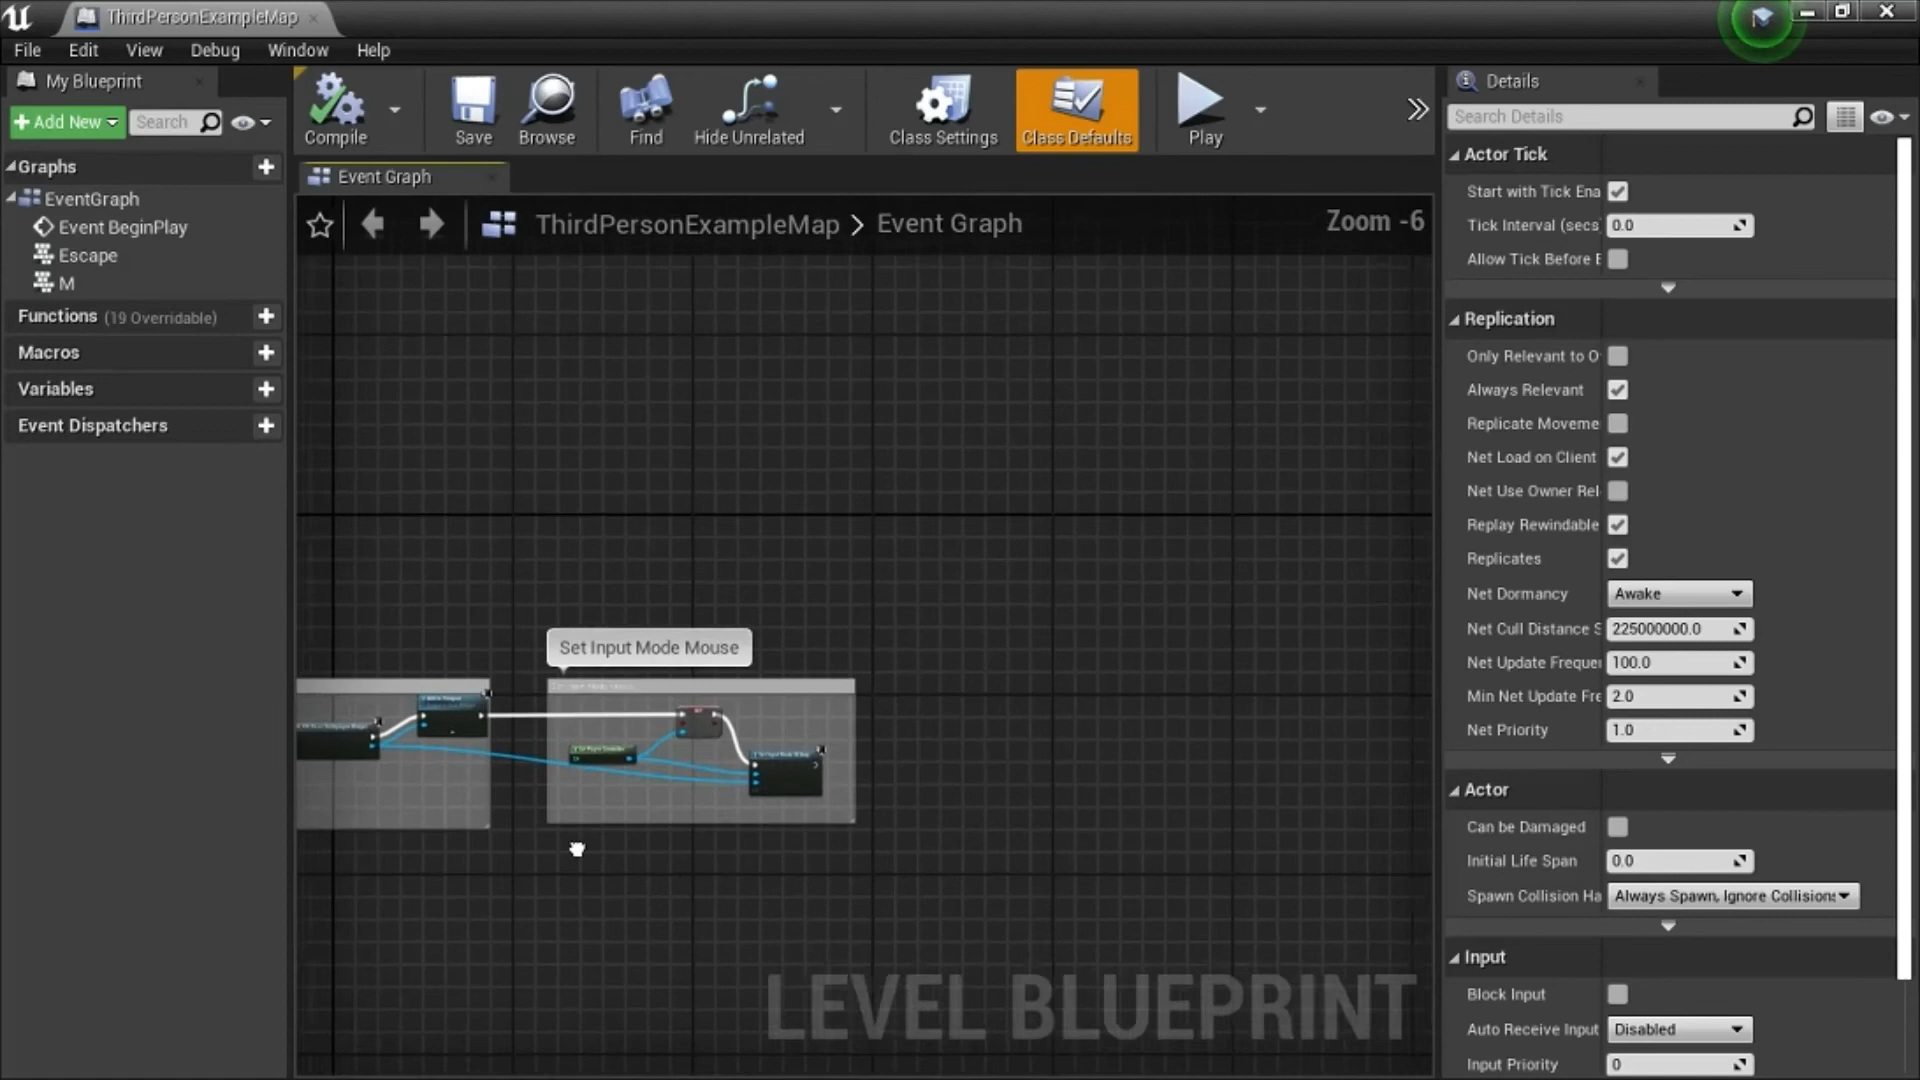 ThirdPersonExampleMap
File Edit View Debug Window Help
My Blueprint
Add New
Search
Graphs
EventGraph
Event BeginPlay
Escape
M
Functions (19 Overridable)
Macros
Variables
Event Dispatchers
Compile
Save
Browse
Find
Hide Unrelated
Class Settings
Class Defaults
Play
Event Graph
ThirdPersonExampleMap > Event Graph
Zoom -6
Set Input Mode Mouse
LEVEL BLUEPRINT
Details
Search Details
Actor Tick
Start with Tick Ena
Tick Interval (secs 0.0
Allow Tick Before E
Replication
Only Relevant to O
Always Relevant
Replicate Moveme
Net Load on Client
Net Use Owner Rel
Replay Rewindable
Replicates
Net Dormancy Awake
Net Cull Distance S 225000000.0
Net Update Freque 100.0
Min Net Update Fre 2.0
Net Priority 1.0
Actor
Can be Damaged
Initial Life Span 0.0
Spawn Collision Ha Always Spawn, Ignore Collisions
Input
Block Input
Auto Receive Input Disabled
Input Priority 0